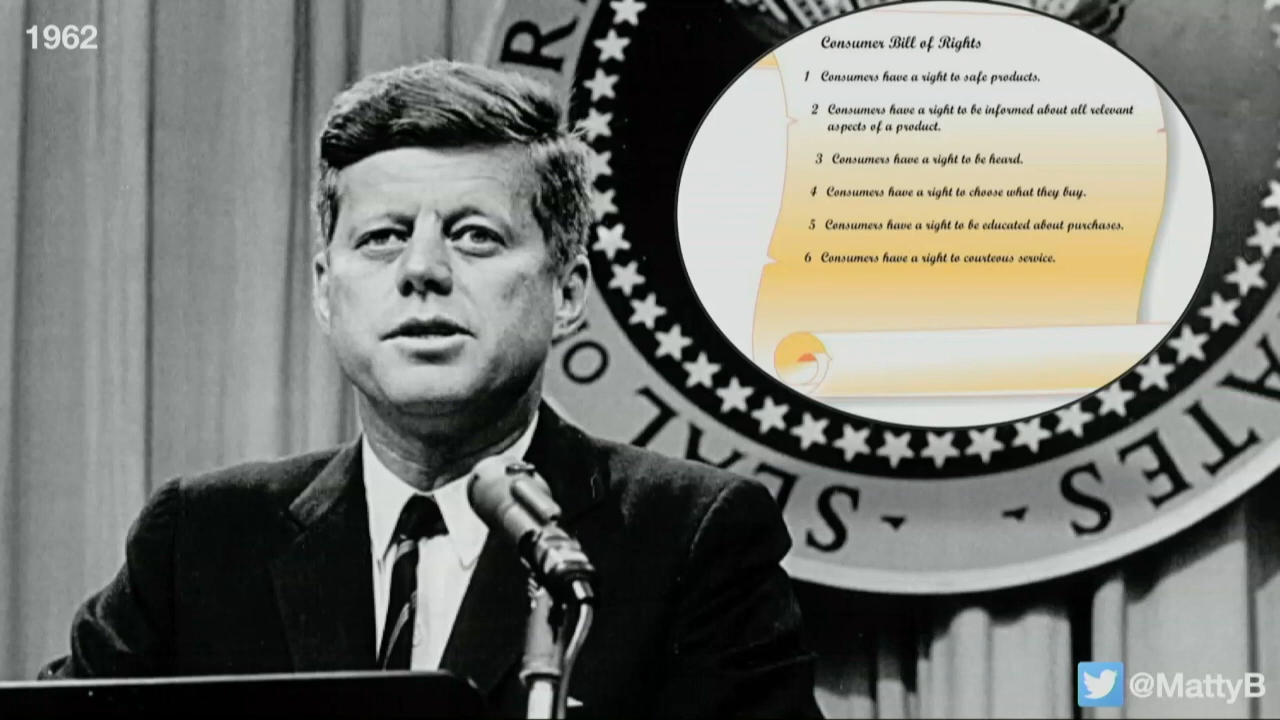 1962
R
Consumer Bill of Rights
1 Consumers have a right to safe products.
2 Consumers have a right to be informed about all relevant
aspects of a product.
3 Consumers have a right to be heard.
4 Consumers have a right to choose what they buy.
5 Consumers have a right to be educated about purchases.
6 Consumers have a right to courteous service.
SEAL O
ATES
@MattyB